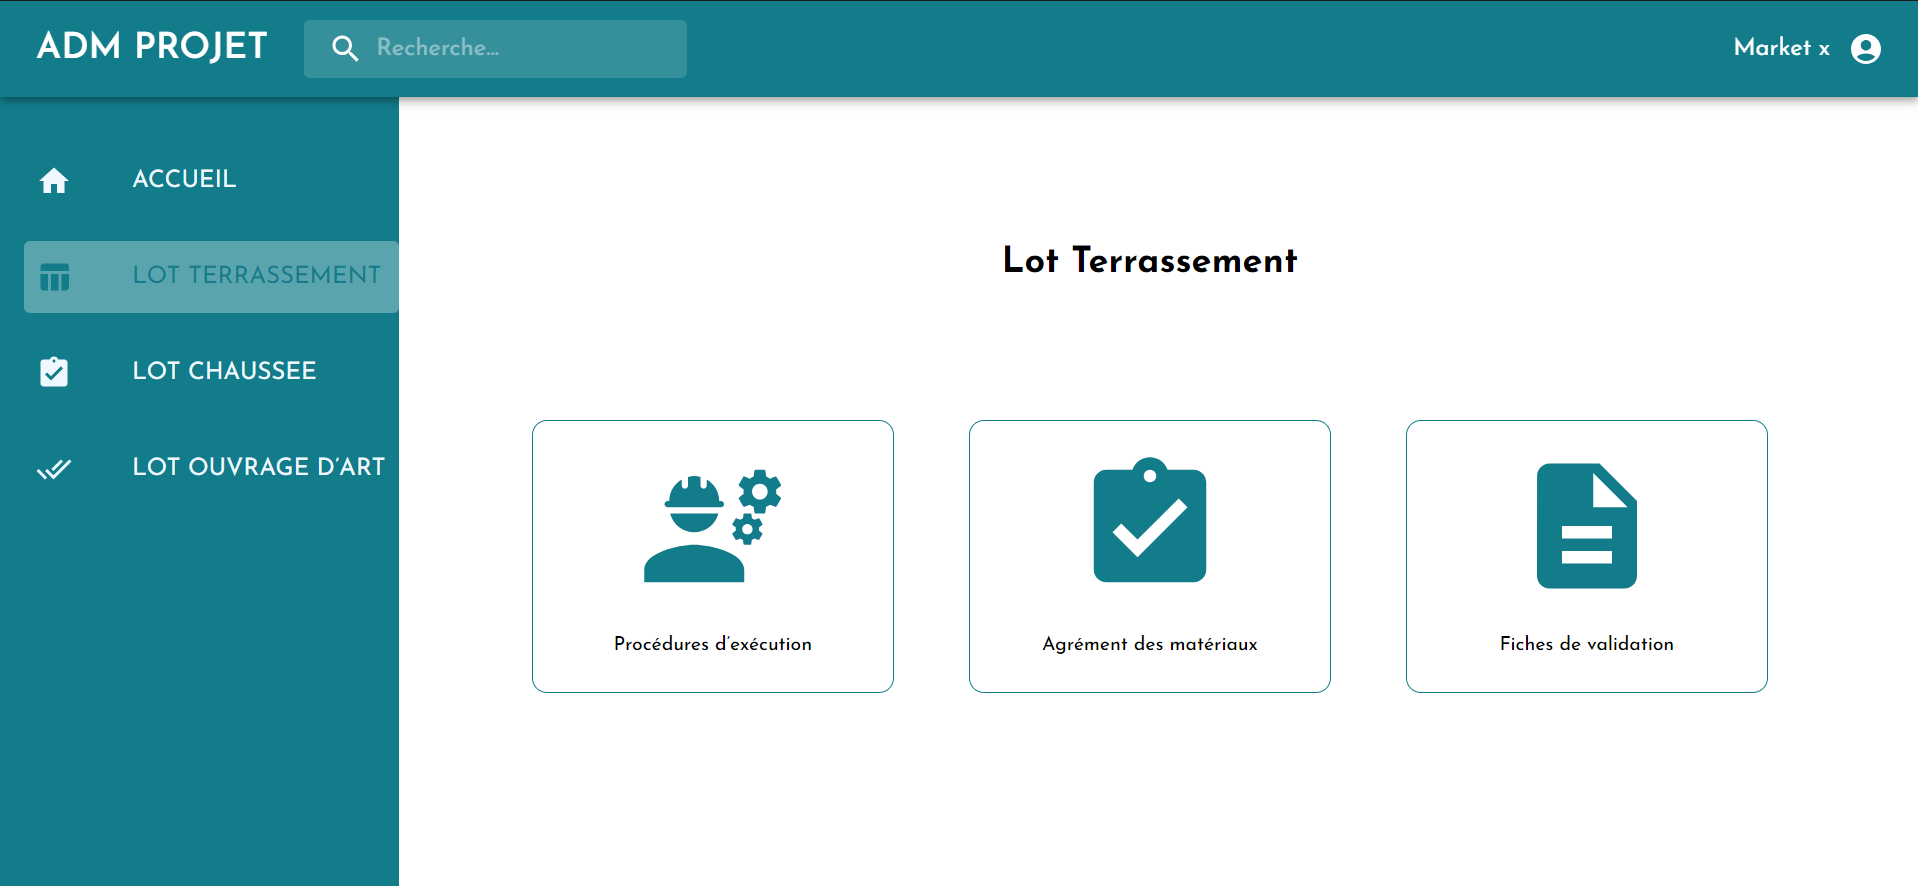 ADM PROJET
Recherche...
Market x
ACCUEIL
LOT TERRASSEMENT
LOT CHAUSSEE
LOT OUVRAGE D'ART
Lot Terrassement
Procédures d'exécution
Agrément des matériaux
Fiches de validation